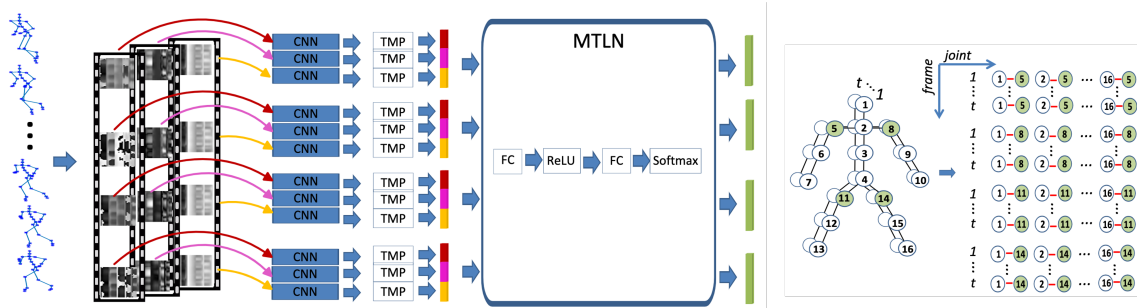 CNN TMP
CNN TMP
CNN TMP
CNN TMP
CNN TMP
CNN TMP
CNN TMP
CNN TMP
CNN TMP
CNN TMP
CNN TMP
CNN TMP
MTLN
FC ReLU FC Softmax
t
1
1
5 2 8
6 3 9
7 4 10
11 14
12 15
13 16
joint
frame
1 1 5 2 5 ... 16 5
t 1 5 2 5 ... 16 5
1 1 8 2 8 ... 16 8
t 1 8 2 8 ... 16 8
1 1 11 2 11 ... 16 11
t 1 11 2 11 ... 16 11
1 1 14 2 14 ... 16 14
t 1 14 2 14 ... 16 14